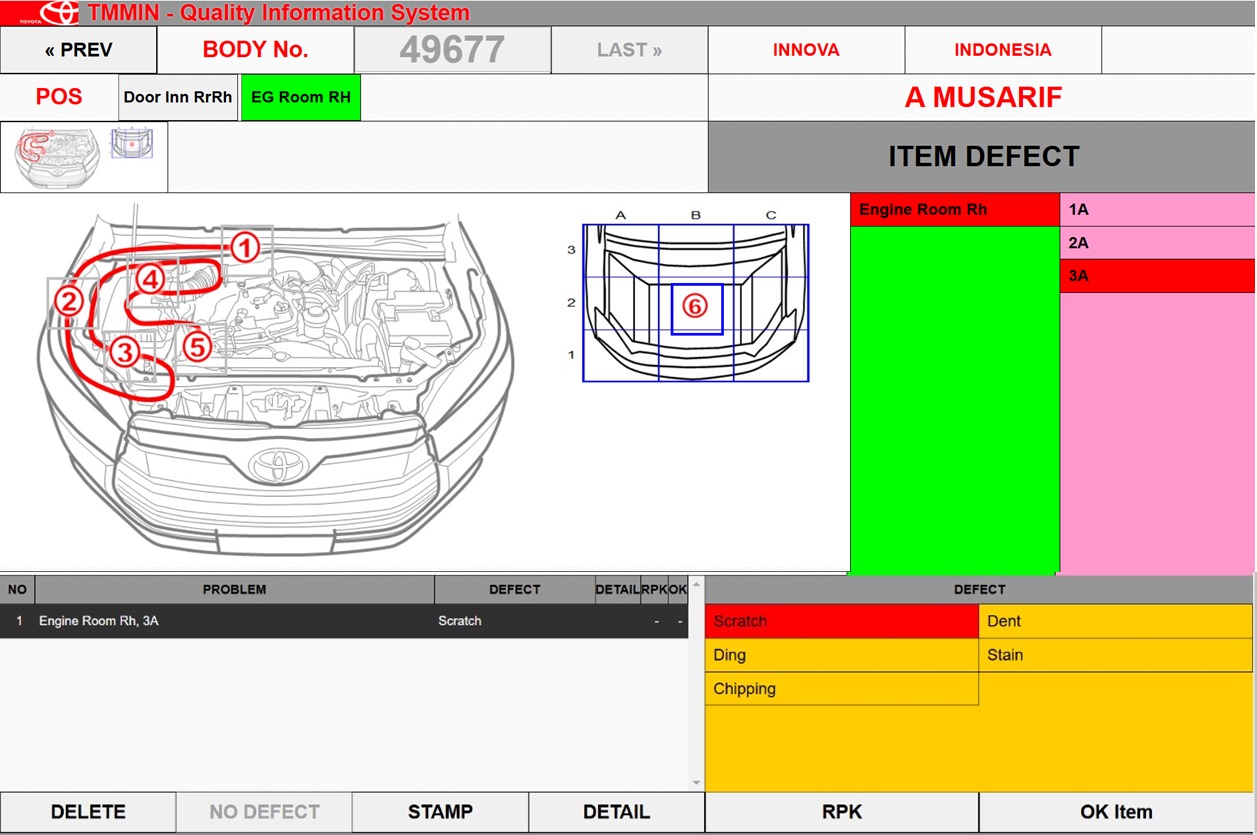 TOYOTA TMMIN - Quality Information System
« PREV BODY No. 49677 LAST » INNOVA INDONESIA
POS Door Inn RrRh EG Room RH A MUSARIF
ITEM DEFECT
Engine Room Rh 1A
2A
3A
A B C
3
2
1
1
2
3
4
5
6
NO PROBLEM DEFECT DETAIL RPK OK
1 Engine Room Rh, 3A Scratch - -
DEFECT
Scratch Dent
Ding Stain
Chipping
DELETE NO DEFECT STAMP DETAIL RPK OK Item